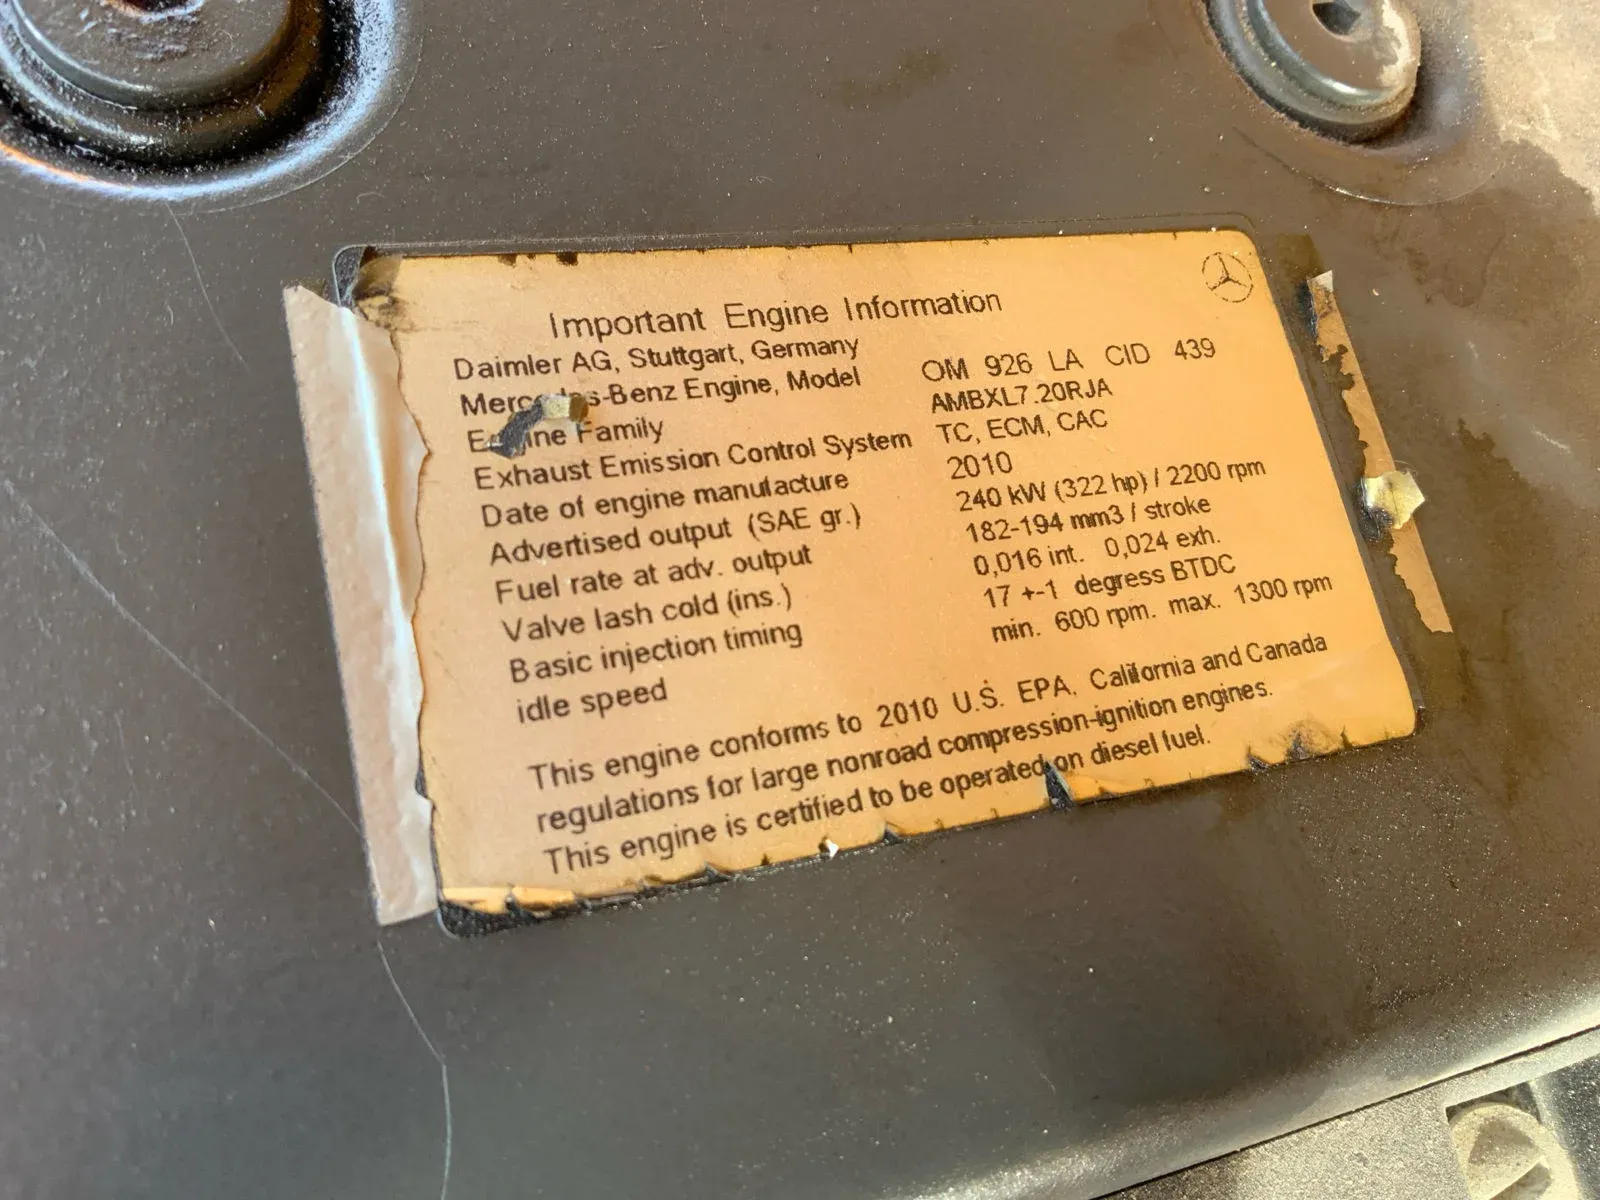 Important Engine Information
Daimler AG, Stuttgart, Germany
Mercedes-Benz Engine, Model OM 926 LA CID 439
Engine Family AMBXL7.20RJA
Exhaust Emission Control System TC, ECM, CAC
Date of engine manufacture 2010
Advertised output (SAE gr.) 240 kW (322 hp) / 2200 rpm
Fuel rate at adv. output 182-194 mm3 / stroke
Valve lash cold (ins.) 0,016 int. 0,024 exh.
Basic injection timing 17 +-1 degress BTDC
idle speed min. 600 rpm. max. 1300 rpm
This engine conforms to 2010 U.S. EPA, California and Canada
regulations for large nonroad compression-ignition engines.
This engine is certified to be operated on diesel fuel.